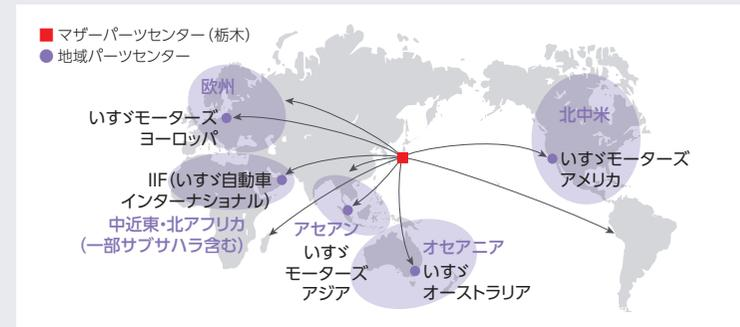 マザーパーツセンター(栃木)
地域パーツセンター
欧州
いすゞモーターズ
ヨーロッパ
IIF(いすゞ自動車
インターナショナル)
中近東・北アフリカ
(一部サブサハラ含む)
アセアン
いすゞ
モーターズ
アジア
オセアニア
いすゞ
オーストラリア
北中米
いすゞモーターズ
アメリカ